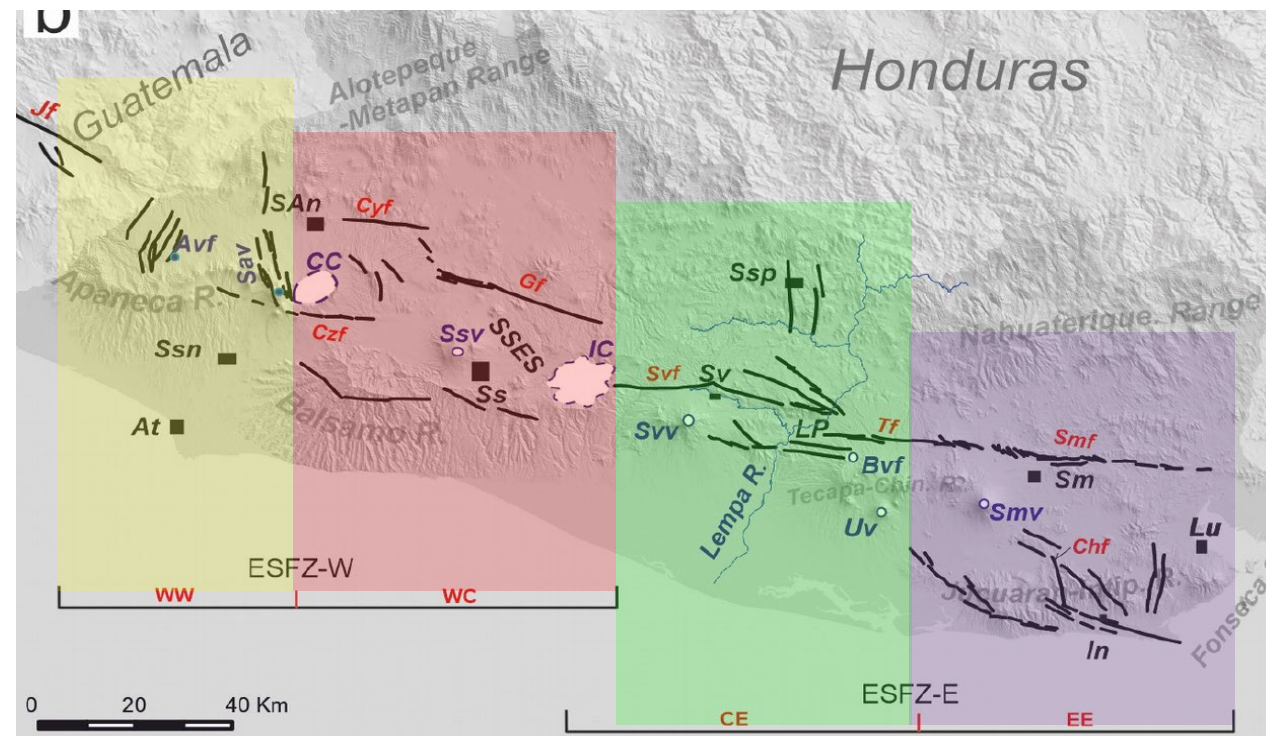 b
Guatemala
Alotepeque
-Metapan Range
Honduras
Jf
SAn
Cyf
Avf
Sav
CC
Gf
Apaneca R.
Czf
Ssv
SSES
IC
Ssn
Ss
At
Balsamo R.
Ssp
Nahuaterique. Range
Svf
Sv
Svv
LP
Tf
Smf
Bvf
Sm
Tecapa-Chin. R.
Lempa R.
Uv
Smv
Lu
Chf
Jucuaran-Intip. R.
Fonseca
In
ESFZ-W
WW
WC
ESFZ-E
CE
EE
0 20 40 Km